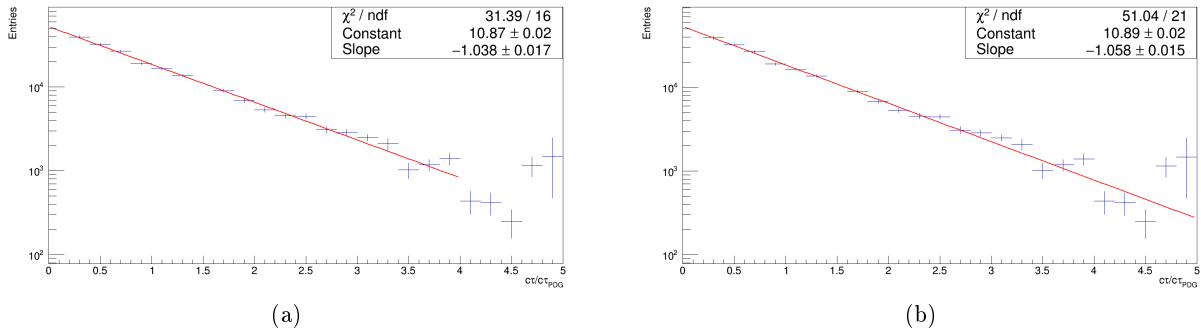 Entries
χ² / ndf 31.39 / 16
Constant 10.87 ± 0.02
Slope −1.038 ± 0.017
10⁴
10³
10²
0 0.5 1 1.5 2 2.5 3 3.5 4 4.5 5
cτ/cτ_PDG
(a)
Entries
χ² / ndf 51.04 / 21
Constant 10.89 ± 0.02
Slope −1.058 ± 0.015
10⁴
10³
10²
0 0.5 1 1.5 2 2.5 3 3.5 4 4.5 5
cτ/cτ_PDG
(b)